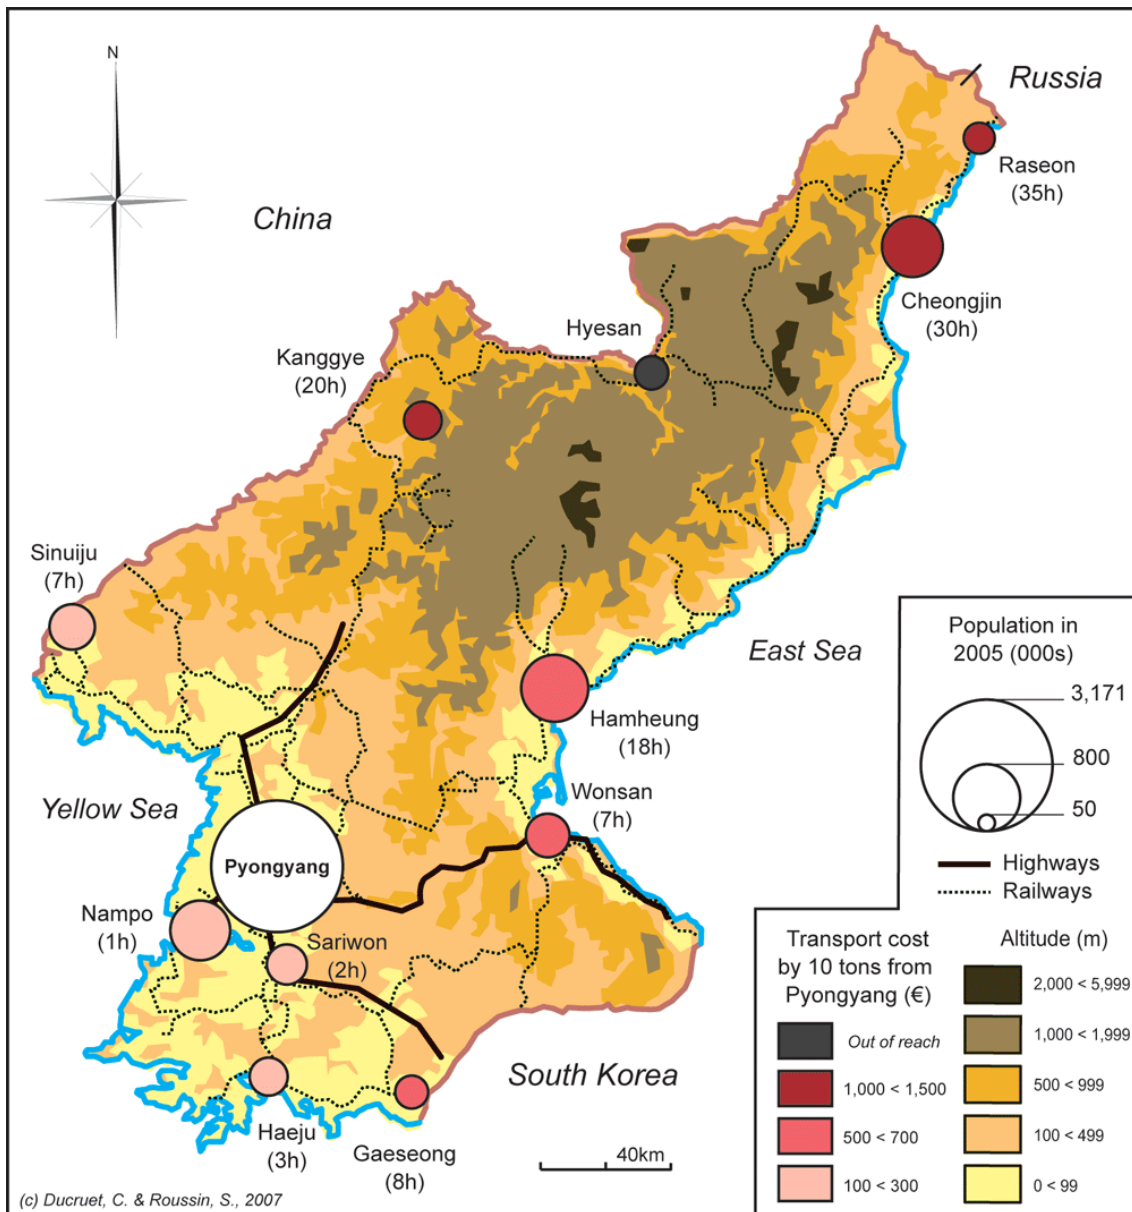 N
Russia
Raseon
(35h)
China
Cheongjin
(30h)
Hyesan
Kanggye
(20h)
Sinuiju
(7h)
East Sea
Hamheung
(18h)
Wonsan
(7h)
Yellow Sea
Pyongyang
Nampo
(1h)
Sariwon
(2h)
South Korea
Haeju
(3h)
Gaeseong
(8h)
40km
(c) Ducruet, C. & Roussin, S., 2007
Population in
2005 (000s)
3,171
800
50
Highways
Railways
Transport cost
by 10 tons from
Pyongyang (€)
Out of reach
1,000 < 1,500
500 < 700
100 < 300
Altitude (m)
2,000 < 5,999
1,000 < 1,999
500 < 999
100 < 499
0 < 99